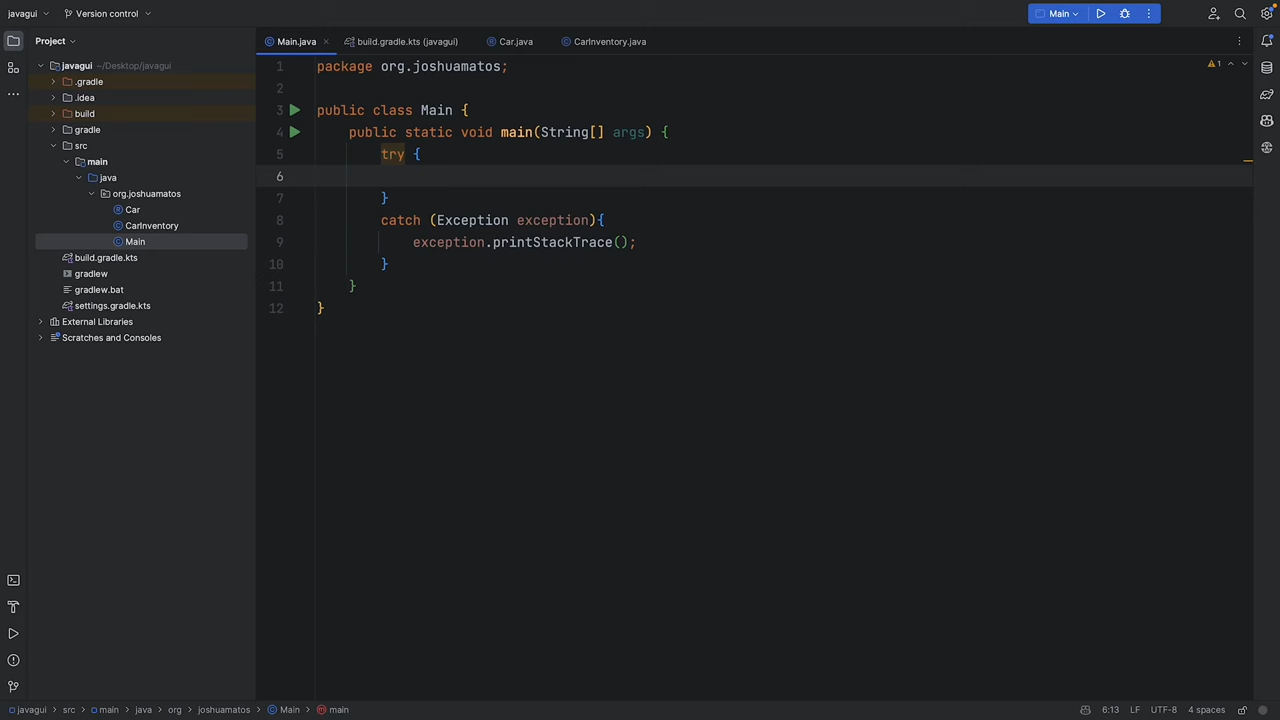 javagui
Version control
Main
Project
Main.java
build.gradle.kts (javagui)
Car.java
CarInventory.java
javagui ~/Desktop/javagui
.gradle
.idea
build
gradle
src
main
java
org.joshuamatos
Car
CarInventory
Main
build.gradle.kts
gradlew
gradlew.bat
settings.gradle.kts
External Libraries
Scratches and Consoles
1 package org.joshuamatos;
2
3 public class Main {
4 public static void main(String[] args) {
5 try {
6
7 }
8 catch (Exception exception){
9 exception.printStackTrace();
10 }
11 }
12 }
1
javagui > src > main > java > org > joshuamatos > Main > main
6:13 LF UTF-8 4 spaces